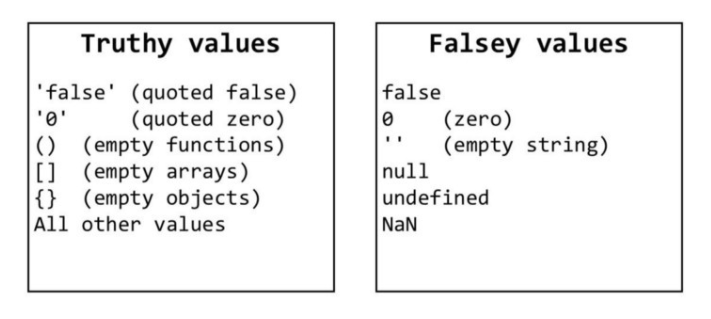 Truthy values
'false' (quoted false)
'0' (quoted zero)
() (empty functions)
[] (empty arrays)
{} (empty objects)
All other values
Falsey values
false
0 (zero)
'' (empty string)
null
undefined
NaN